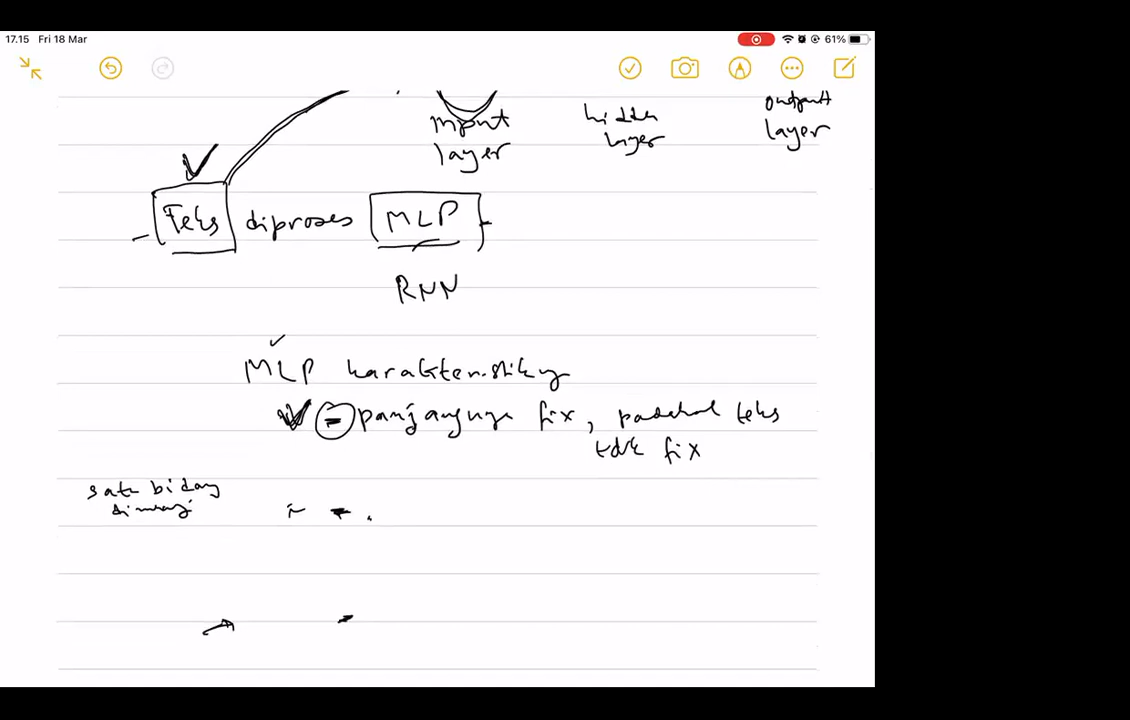 17.15 Fri 18 Mar
61%
input
layer
hidden
layer
output
layer
Teks diproses MLP
RNN
MLP karakteristiknya
- panjangnya fix, padahal teks
tdk fix
satu bidang
dimensi